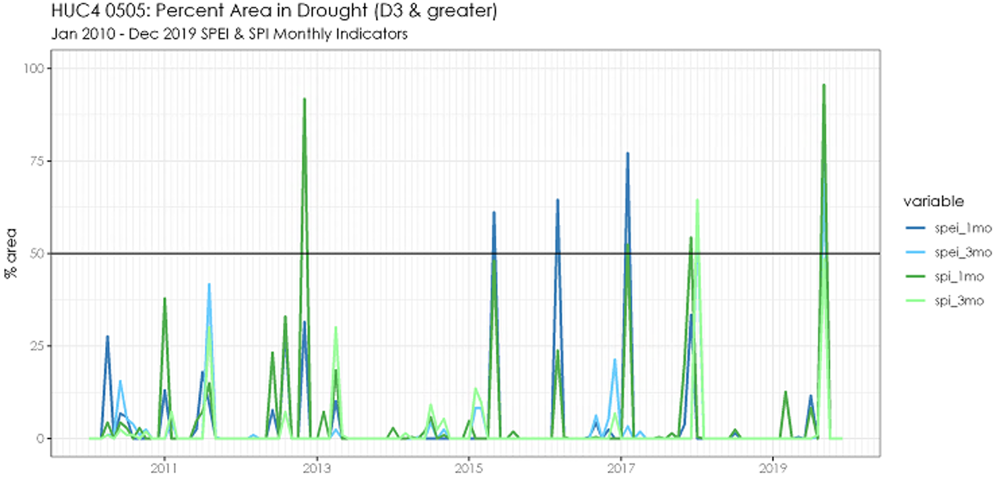 HUC4 0505: Percent Area in Drought (D3 & greater)
Jan 2010 - Dec 2019 SPEI & SPI Monthly Indicators
100
75
50
25
0
% area
2011 2013 2015 2017 2019
variable
spei_1mo
spei_3mo
spi_1mo
spi_3mo